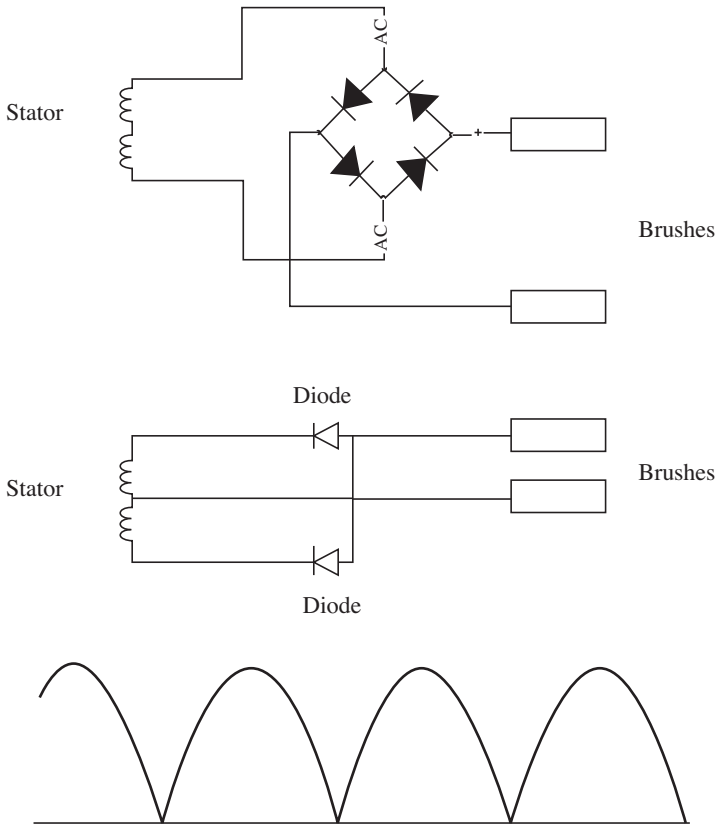 AC
Stator
+
Brushes
AC
Diode
Stator
Brushes
Diode